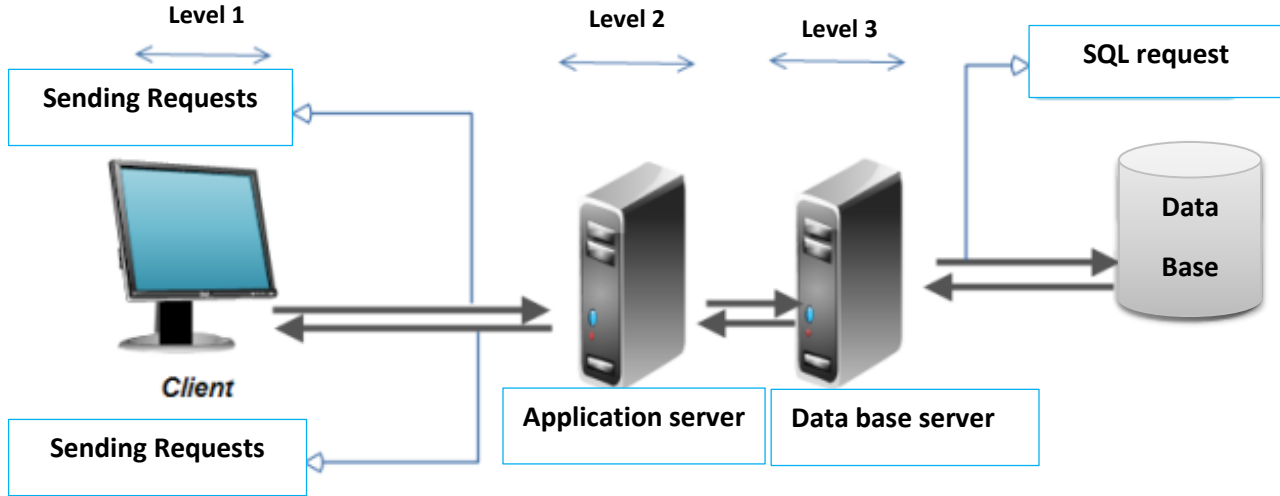 Level 1
Level 2
Level 3
SQL request
Sending Requests
Data
Base
Client
Application server
Data base server
Sending Requests